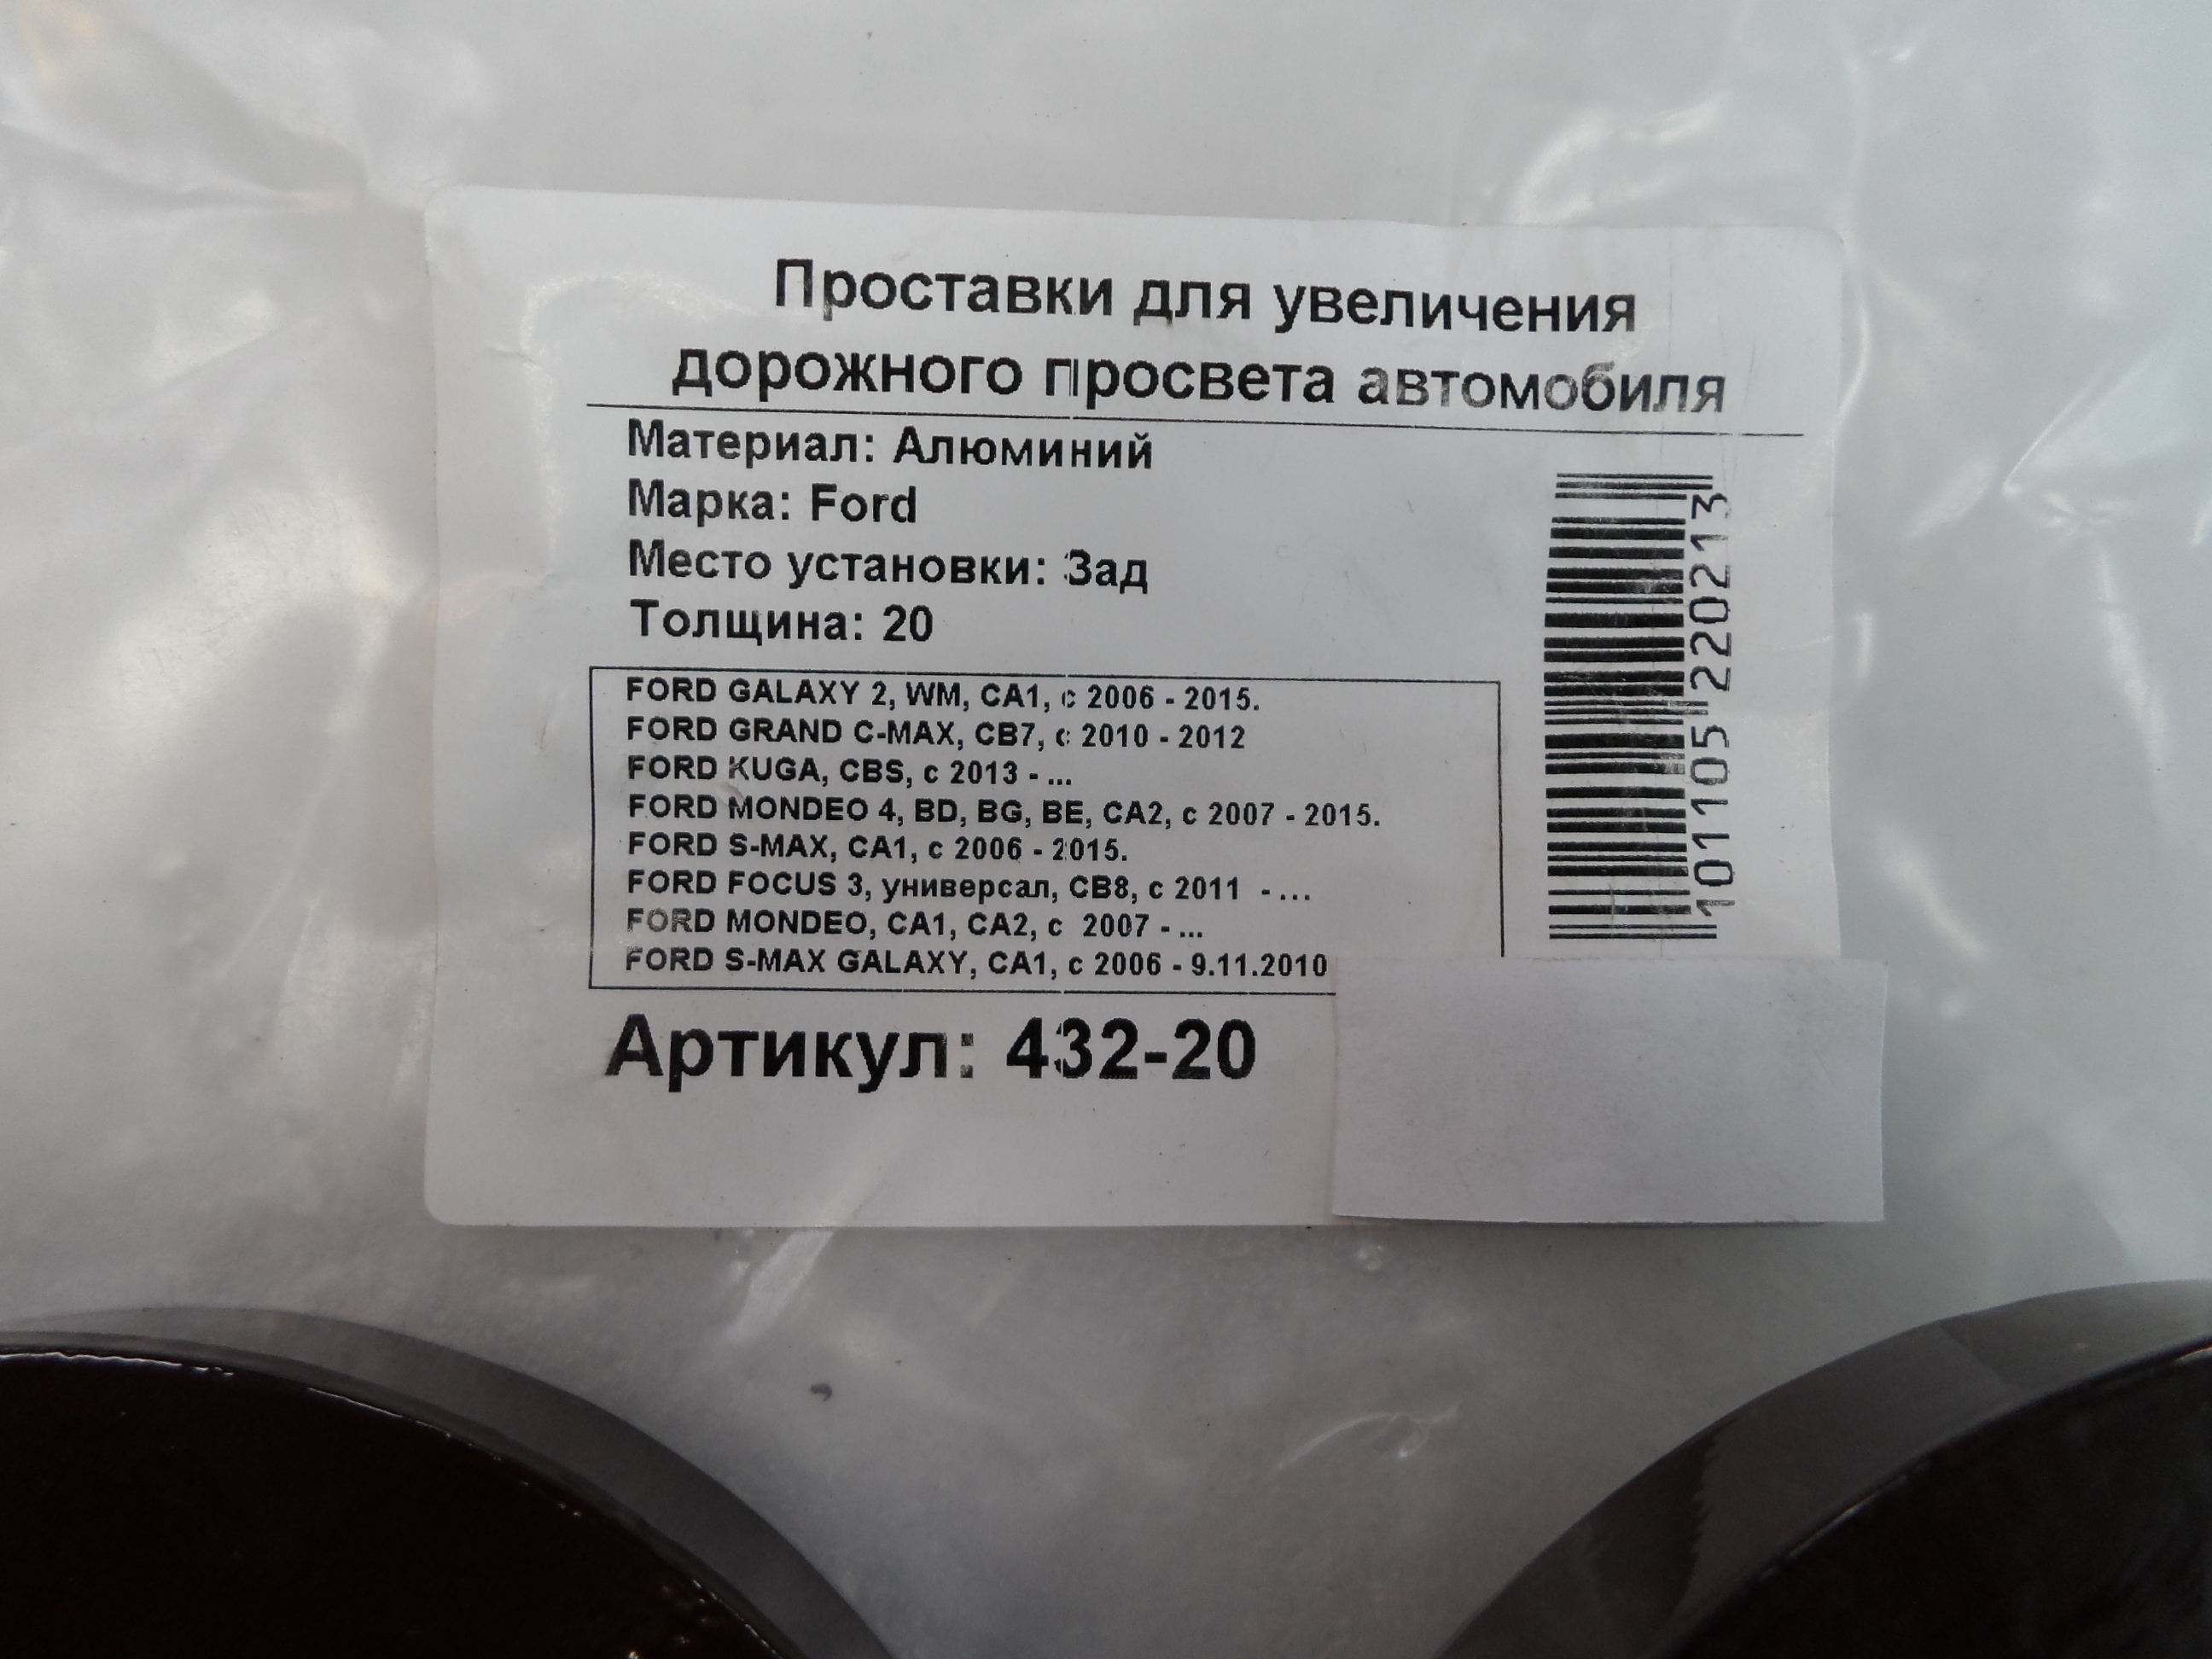 Проставки для увеличения
дорожного просвета автомобиля
Материал: Алюминий
Марка: Ford
Место установки: Зад
Толщина: 20
FORD GALAXY 2, WM, CA1, с 2006 - 2015.
FORD GRAND C-MAX, CB7, с 2010 - 2012
FORD KUGA, CBS, с 2013 - ...
FORD MONDEO 4, BD, BG, BE, CA2, с 2007 - 2015.
FORD S-MAX, CA1, с 2006 - 2015.
FORD FOCUS 3, универсал, CB8, с 2011 - ...
FORD MONDEO, CA1, CA2, с 2007 - ...
FORD S-MAX GALAXY, CA1, с 2006 - 9.11.2010
Артикул: 432-20
101105 220213